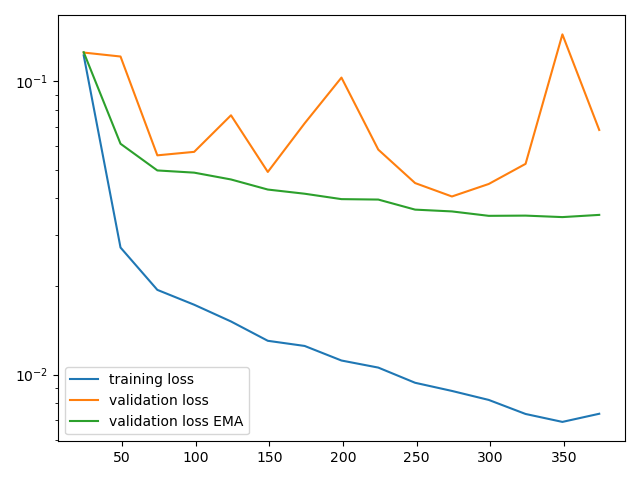 10⁻¹
10⁻²
training loss
validation loss
validation loss EMA
50 100 150 200 250 300 350